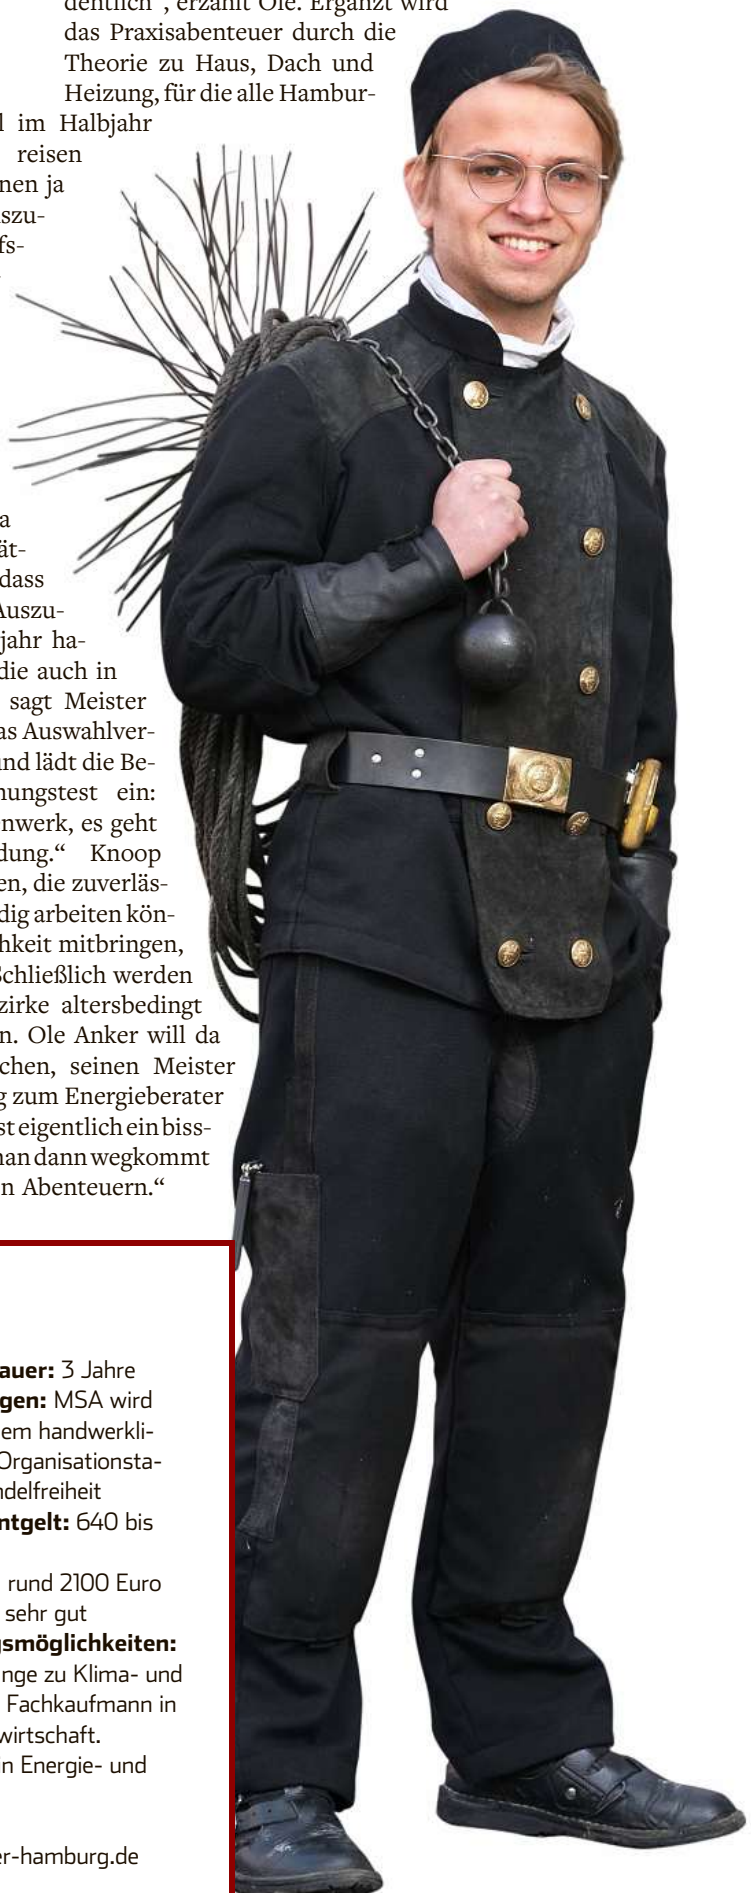 dentlich“, erzählt Ole. Ergänzt wird
das Praxisabenteuer durch die
Theorie zu Haus, Dach und
Heizung, für die alle Hambur-
im Halbjahr
reisen
nen ja
szu-
fs-
a
ät-
dass
Auszu-
jahr ha-
die auch in
sagt Meister
as Auswahlver-
und lädt die Be-
nungstest ein:
enwerk, es geht
dung.“ Knoop
en, die zuverläs-
dig arbeiten kön-
hkeit mitbringen,
Schließlich werden
zirke altersbedingt
n. Ole Anker will da
chen, seinen Meister
g zum Energieberater
st eigentlich ein biss-
man dann wegkommt
n Abenteuern.“
auer: 3 Jahre
gen: MSA wird
em handwerkli-
Organisationsta-
ndelfreiheit
ntgelt: 640 bis
rund 2100 Euro
sehr gut
gsmöglichkeiten:
nge zu Klima- und
Fachkaufmann in
wirtschaft.
in Energie- und
er-hamburg.de